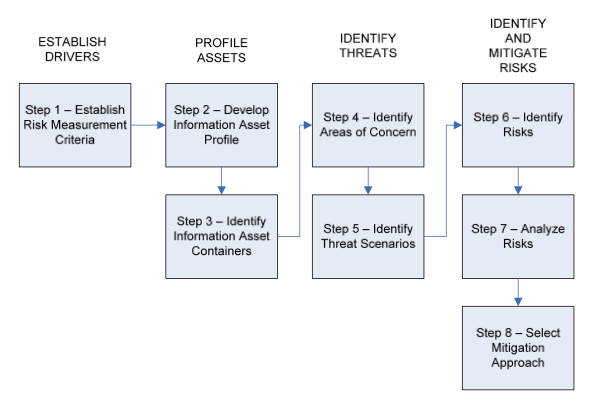 ESTABLISH
DRIVERS
PROFILE
ASSETS
IDENTIFY
THREATS
IDENTIFY
AND
MITIGATE
RISKS
Step 1 – Establish
Risk Measurement
Criteria
Step 2 – Develop
Information Asset
Profile
Step 3 – Identify
Information Asset
Containers
Step 4 – Identify
Areas of Concern
Step 5 – Identify
Threat Scenarios
Step 6 – Identify
Risks
Step 7 – Analyze
Risks
Step 8 – Select
Mitigation
Approach